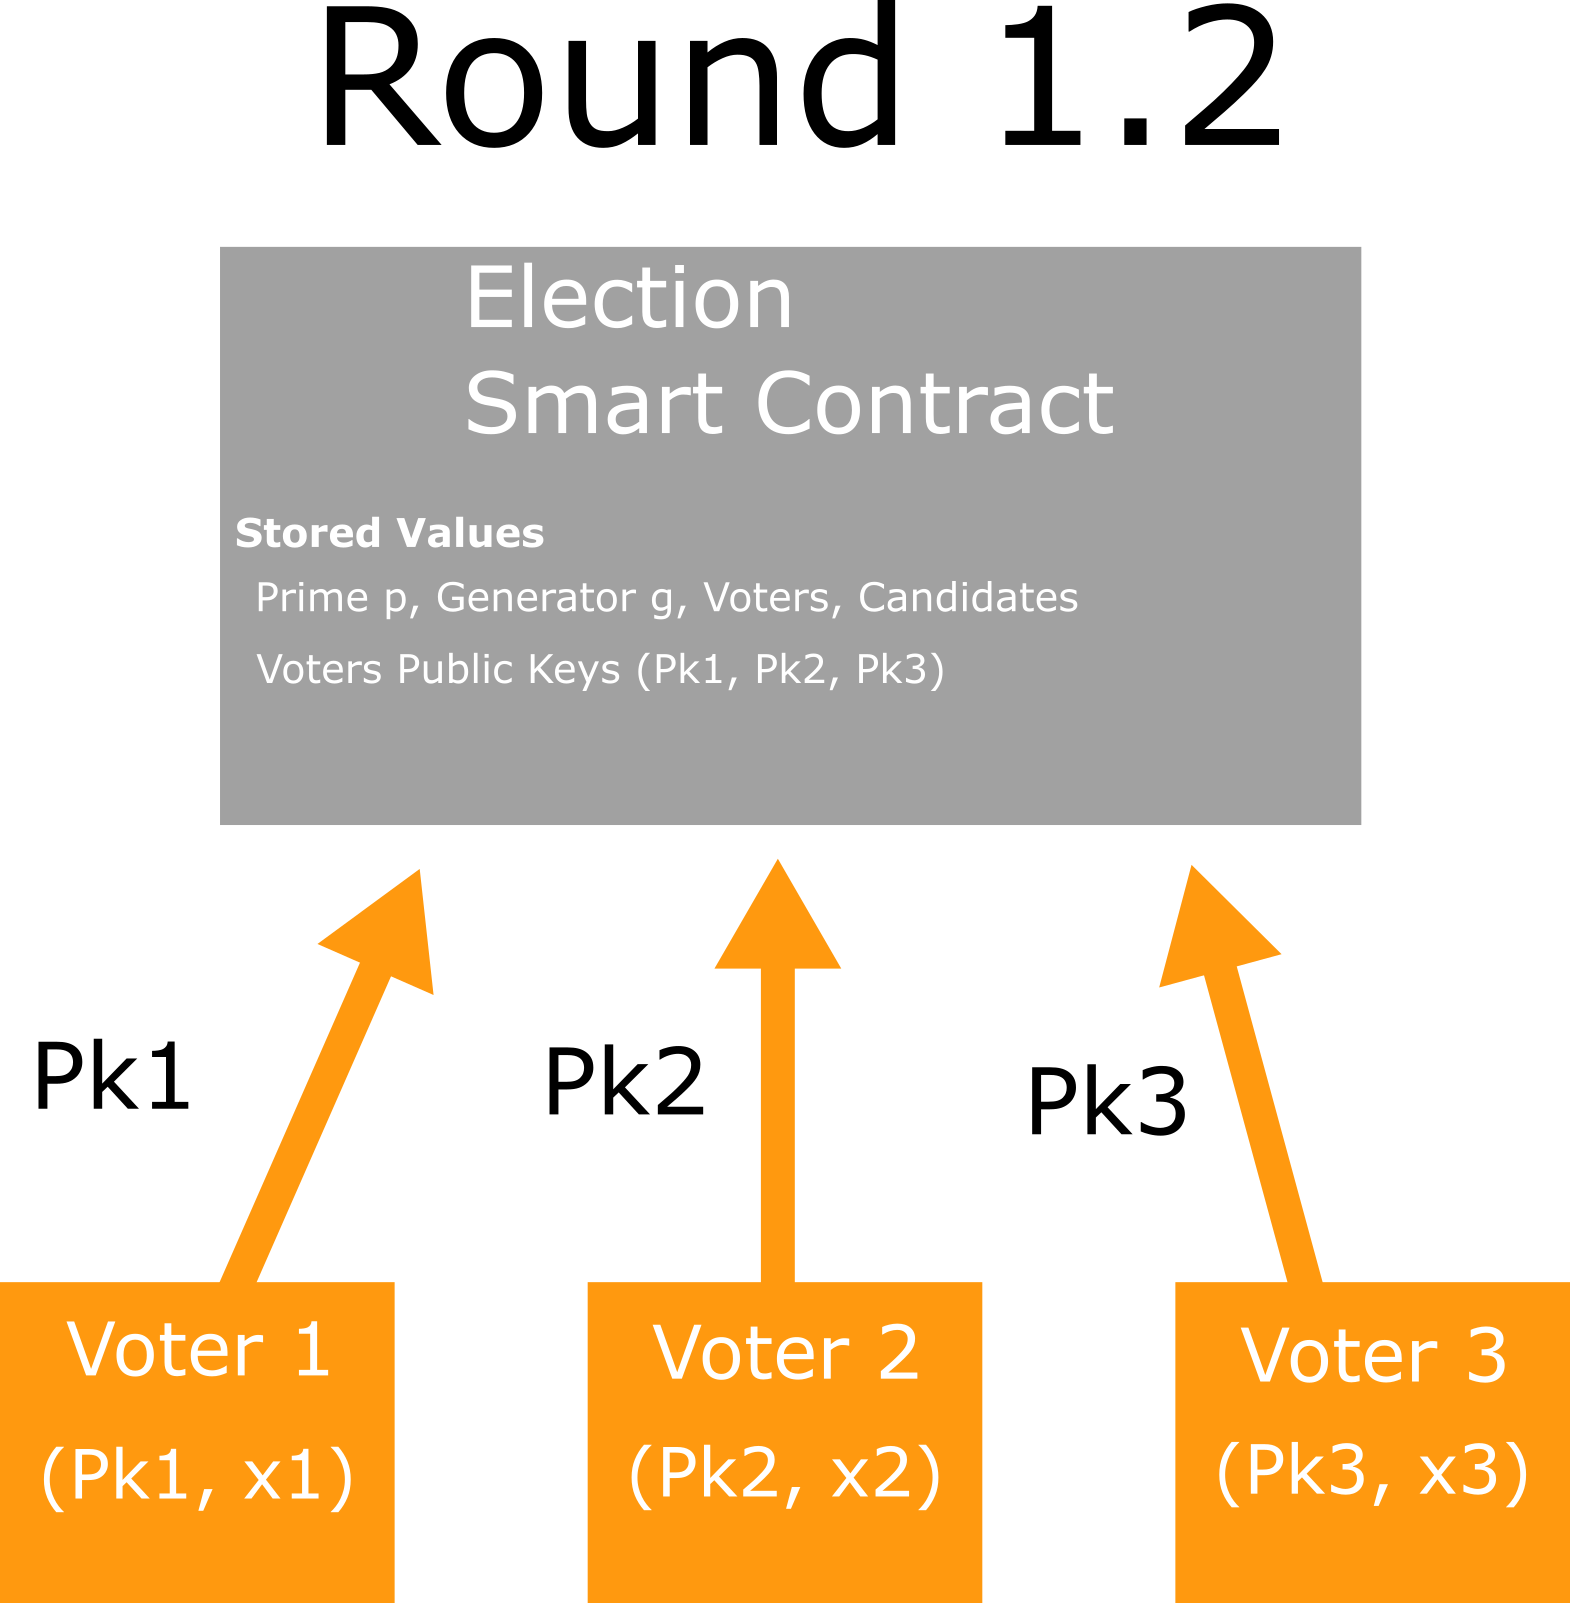 Round 1.2
Election
Smart Contract
Stored Values
Prime p, Generator g, Voters, Candidates
Voters Public Keys (Pk1, Pk2, Pk3)
Pk1
Pk2
Pk3
Voter 1
(Pk1, x1)
Voter 2
(Pk2, x2)
Voter 3
(Pk3, x3)